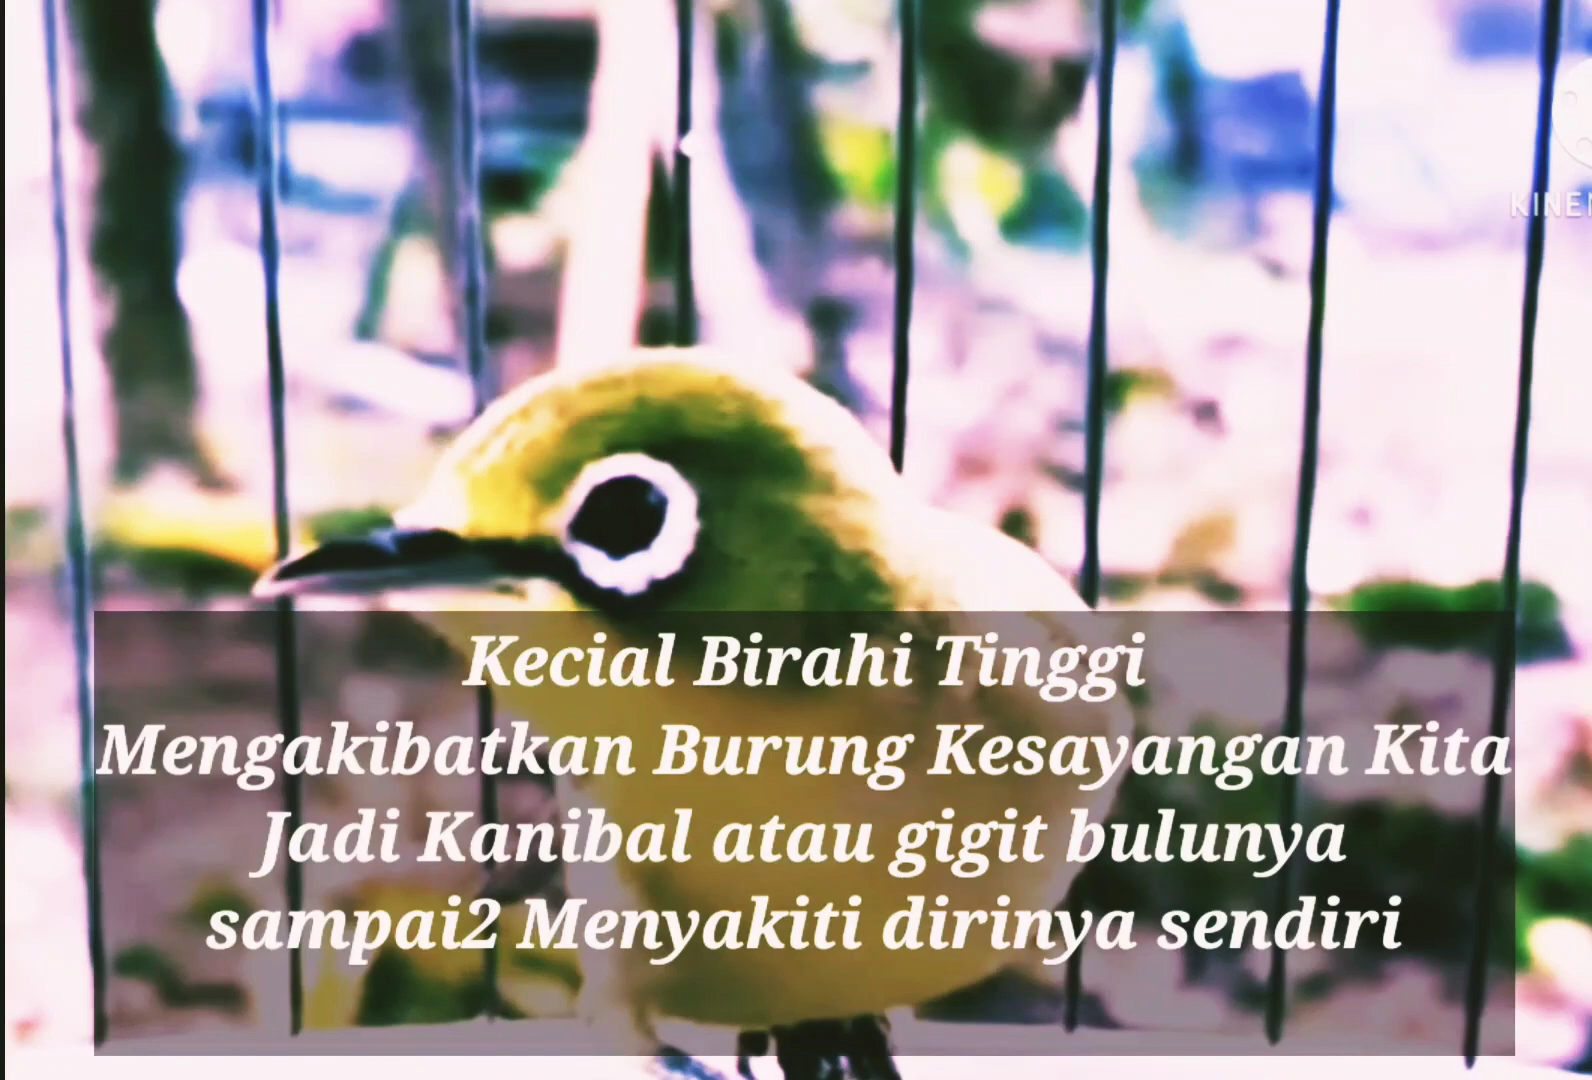 Kecial Birahi Tinggi
Mengakibatkan Burung Kesayangan Kita
Jadi Kanibal atau gigit bulunya
sampai2 Menyakiti dirinya sendiri